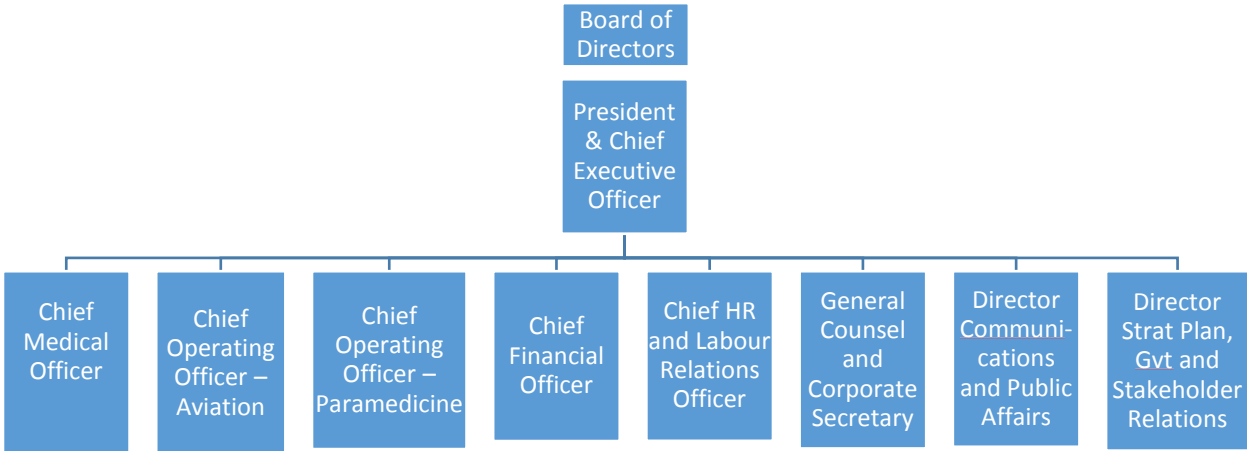 Board of
Directors
President
& Chief
Executive
Officer
Chief
Medical
Officer
Chief
Operating
Officer –
Aviation
Chief
Operating
Officer –
Paramedicine
Chief
Financial
Officer
Chief HR
and Labour
Relations
Officer
General
Counsel
and
Corporate
Secretary
Director
Communi-
cations
and Public
Affairs
Director
Strat Plan,
Gvt and
Stakeholder
Relations